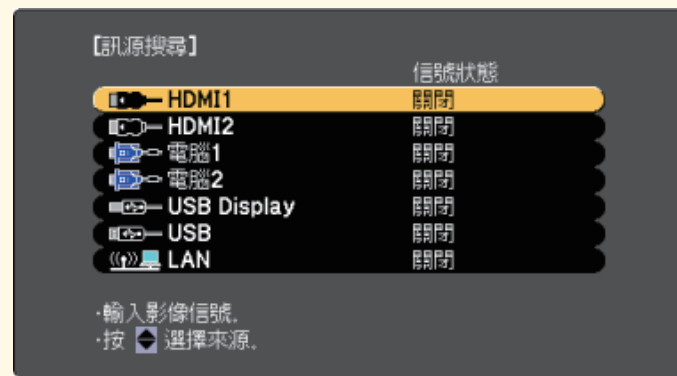 【訊源搜尋】
信號狀態
HDMI1 關閉
HDMI2 關閉
電腦1 關閉
電腦2 關閉
USB Display 關閉
USB 關閉
LAN 關閉
·輸入影像信號.
·按 選擇來源.